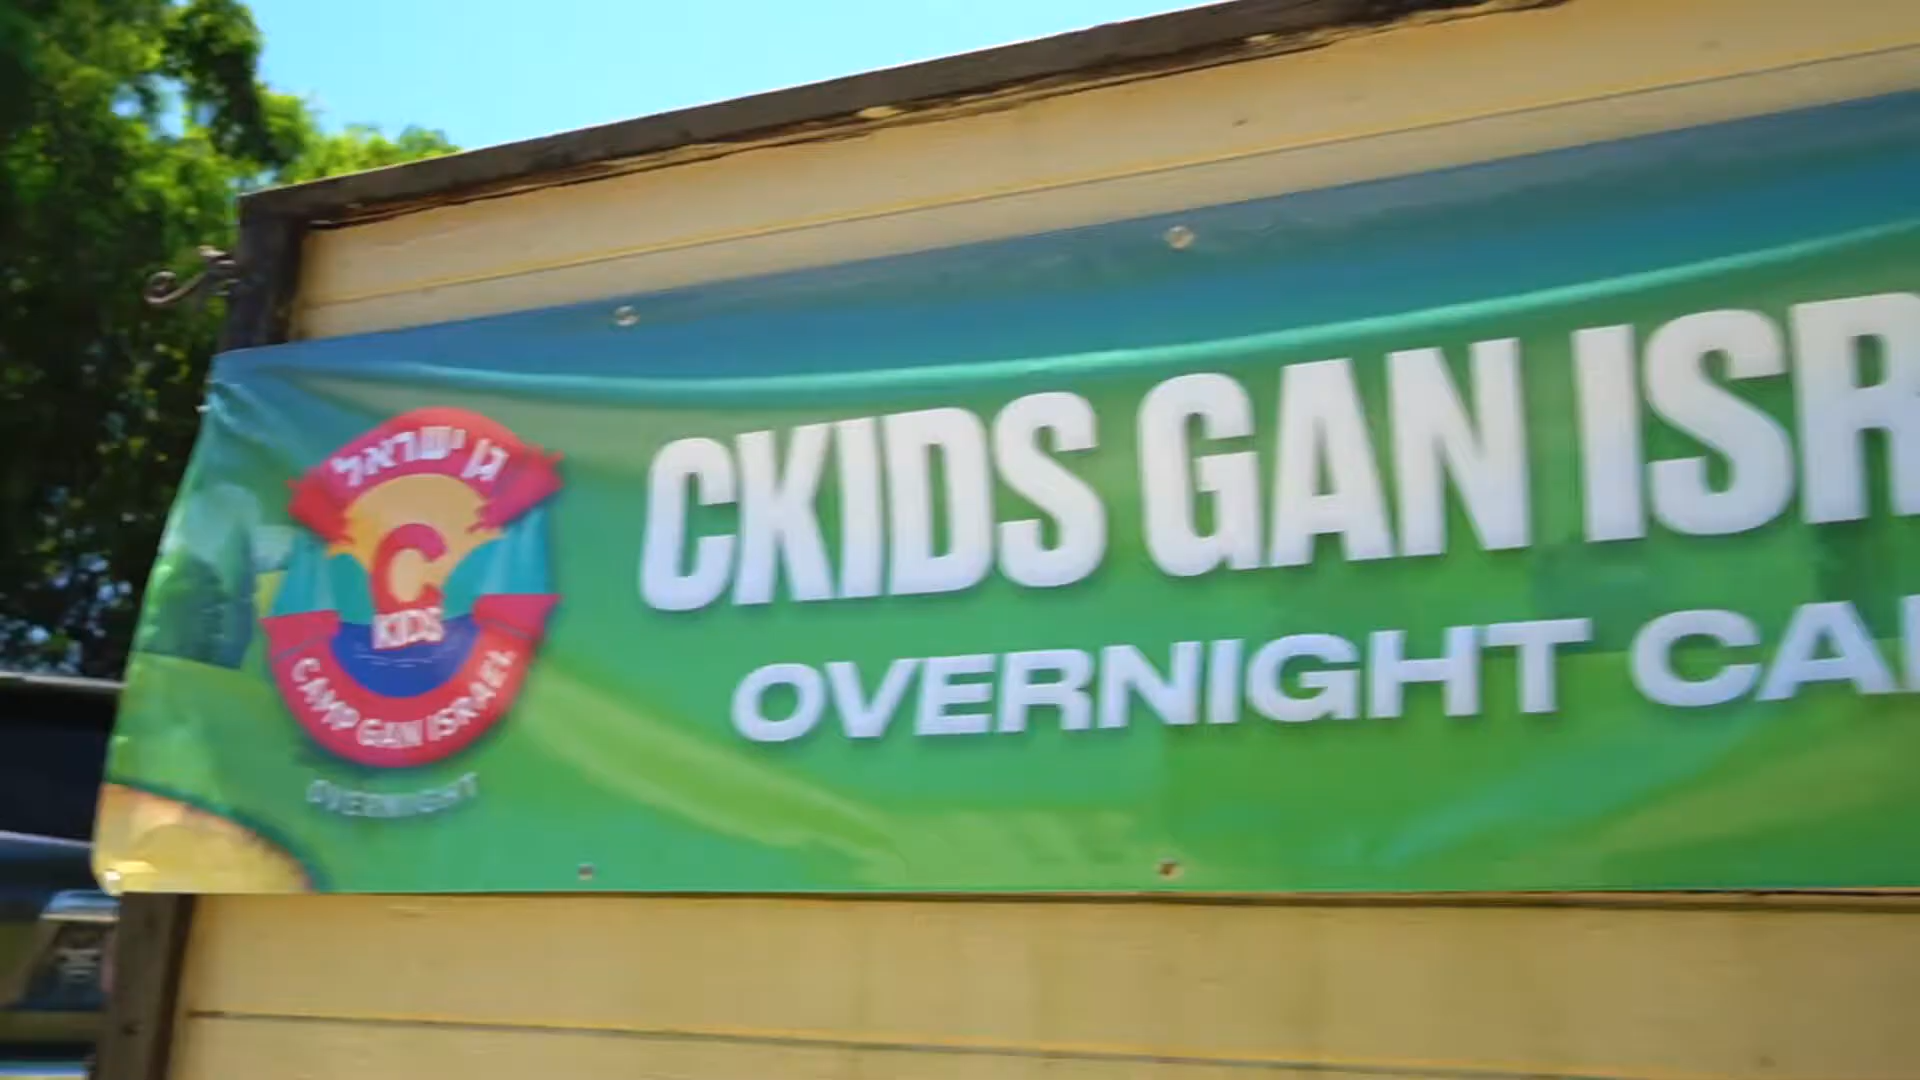 גן ישראל
C
KIDS
CAMP GAN ISRAEL
OVERNIGHT
CKIDS GAN ISR
OVERNIGHT CA